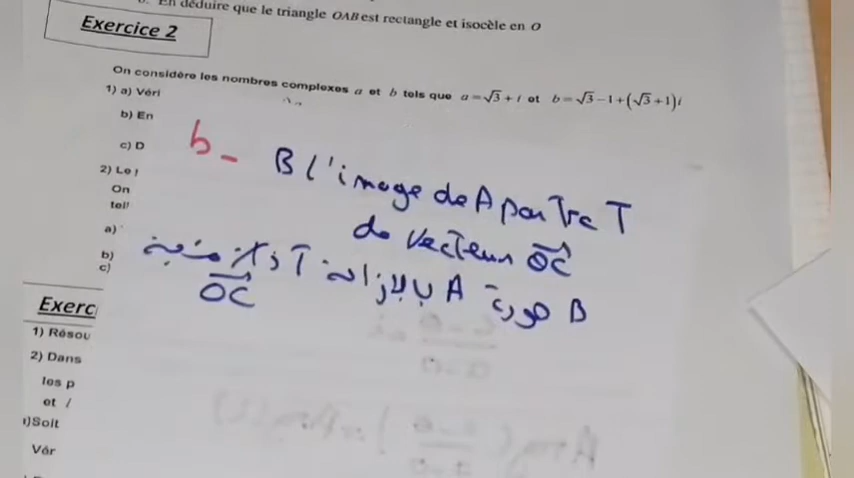 b. En déduire que le triangle OAB est rectangle et isocèle en O
Exercice 2
On considère les nombres complexes a et b tels que a = √3 + i et b = √3 − 1 + (√3 + 1)i
1) a) Véri
b) En
c) D
2) Le
On
tel
a)
b)
c)
b - B l'image de A par Tra T
de vecteur OC
B صورة A بالإزاحة T ذات متجهة
OC
Exerc
1) Résou
2) Dans
les p
et
)Soit
Vér